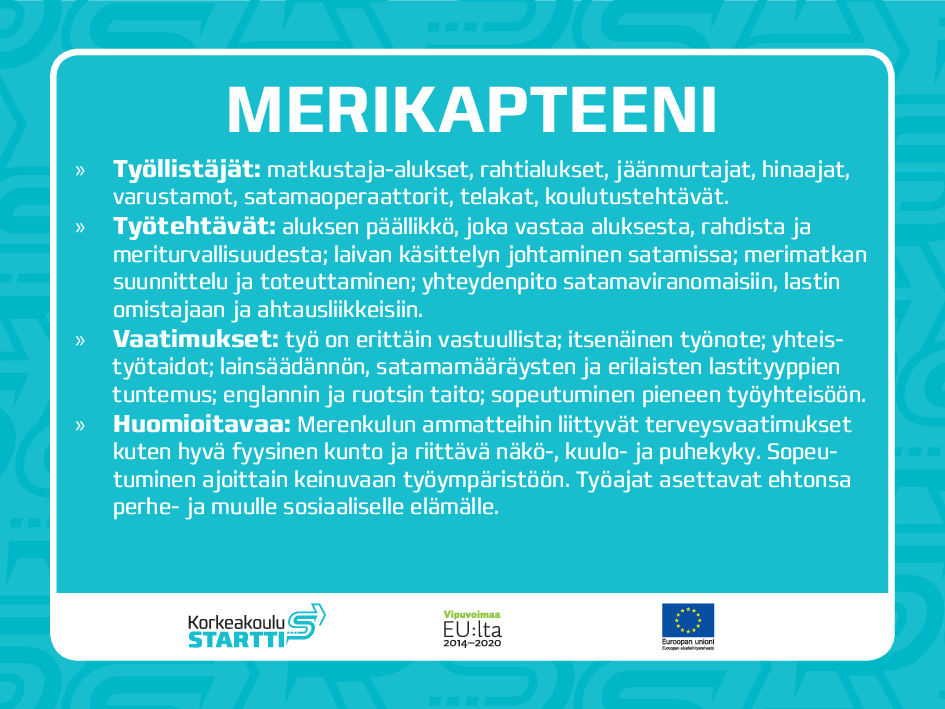 MERIKAPTEENI
» Työllistäjät: matkustaja-alukset, rahtialukset, jäänmurtajat, hinaajat,
varustamot, satamaoperaattorit, telakat, koulutustehtävät.
» Työtehtävät: aluksen päällikkö, joka vastaa aluksesta, rahdista ja
meriturvallisuudesta; laivan käsittelyn johtaminen satamissa; merimatkan
suunnittelu ja toteuttaminen; yhteydenpito satamaviranomaisiin, lastin
omistajaan ja ahtausliikkeisiin.
» Vaatimukset: työ on erittäin vastuullista; itsenäinen työnote; yhteis-
työtaidot; lainsäädännön, satamamääräysten ja erilaisten lastityyppien
tuntemus; englannin ja ruotsin taito; sopeutuminen pieneen työyhteisöön.
» Huomioitavaa: Merenkulun ammatteihin liittyvät terveysvaatimukset
kuten hyvä fyysinen kunto ja riittävä näkö-, kuulo- ja puhekyky. Sopeu-
tuminen ajoittain keinuvaan työympäristöön. Työajat asettavat ehtonsa
perhe- ja muulle sosiaaliselle elämälle.
Korkeakoulu
STARTTI
Vipuvoimaa
EU:lta
2014–2020
Euroopan unioni
Euroopan aluekehitysrahasto